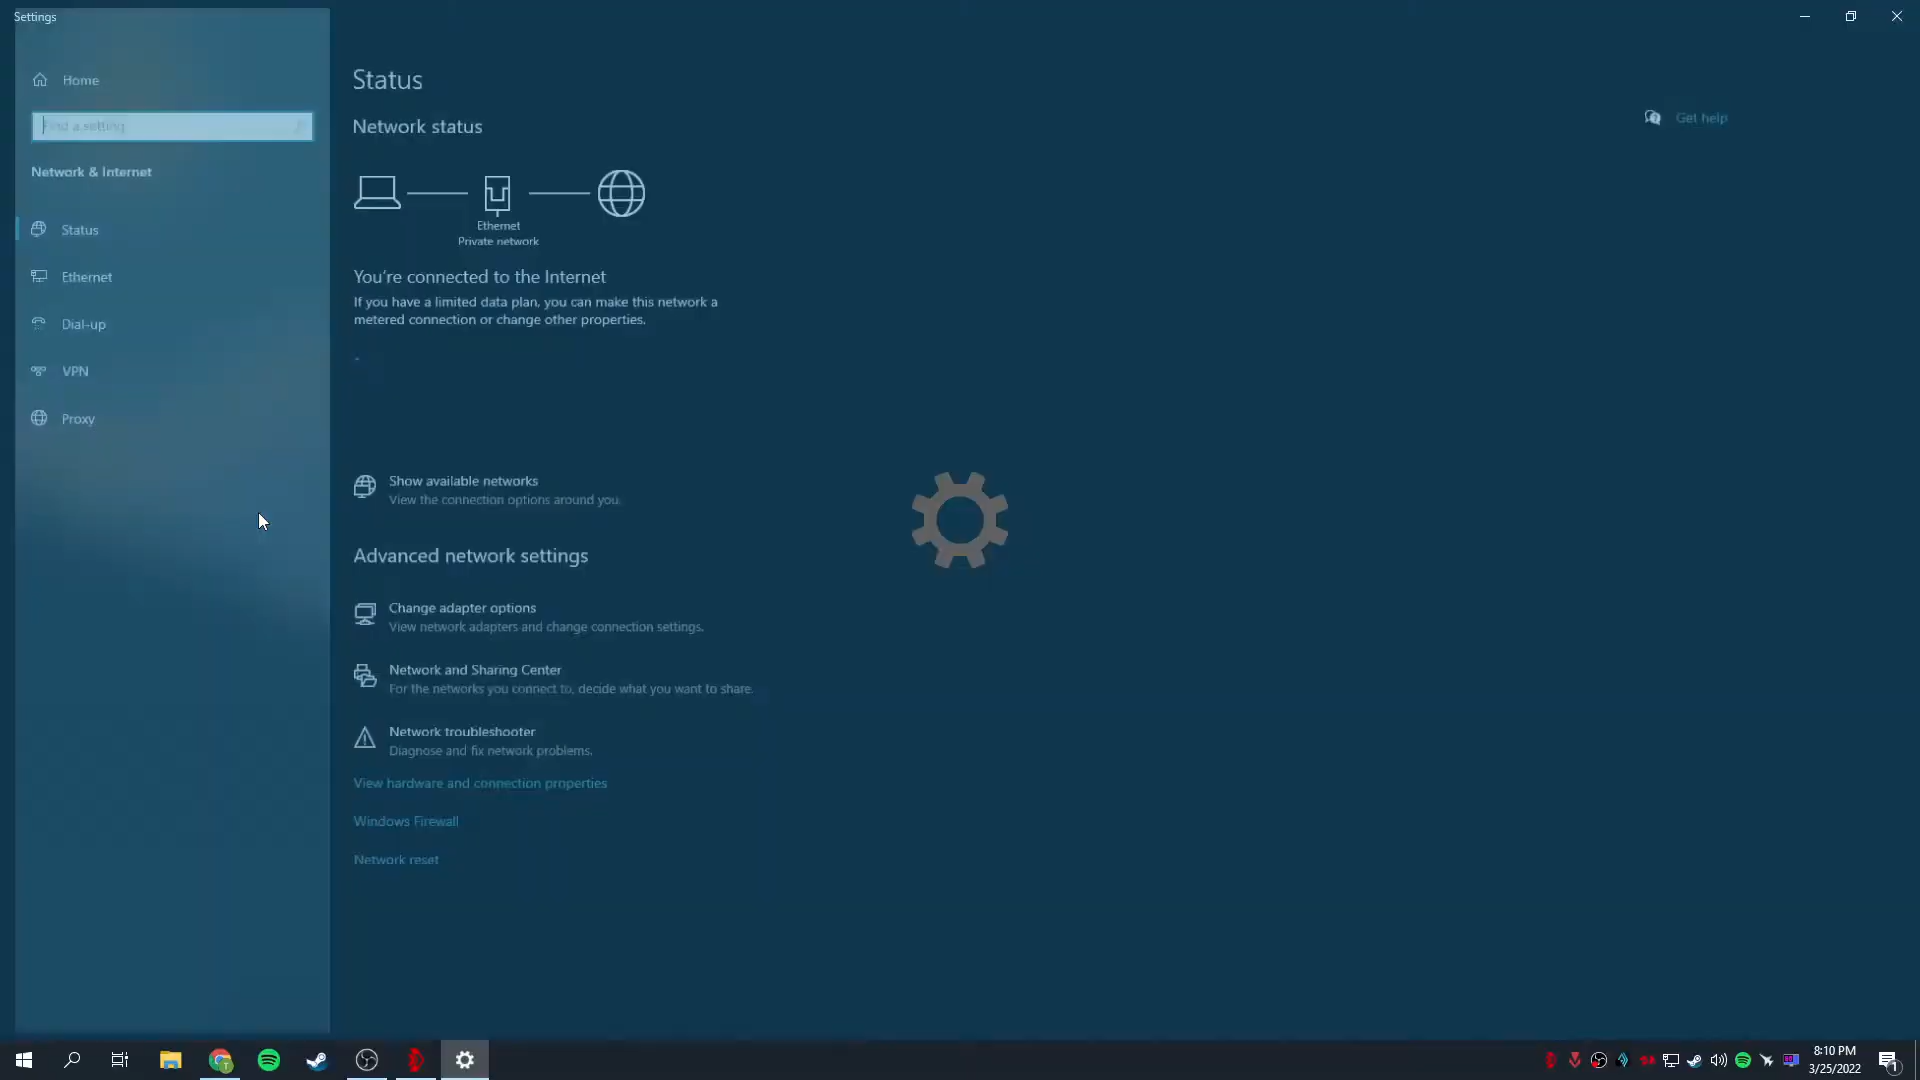 Settings
Home
Find a setting
Network & Internet
Status
Ethernet
Dial-up
VPN
Proxy
Status
Network status
Ethernet
Private network
You're connected to the Internet
If you have a limited data plan, you can make this network a
metered connection or change other properties.
Show available networks
View the connection options around you.
Advanced network settings
Change adapter options
View network adapters and change connection settings.
Network and Sharing Center
For the networks you connect to, decide what you want to share.
Network troubleshooter
Diagnose and fix network problems.
View hardware and connection properties
Windows Firewall
Network reset
Get help
8:10 PM
3/25/2022
1